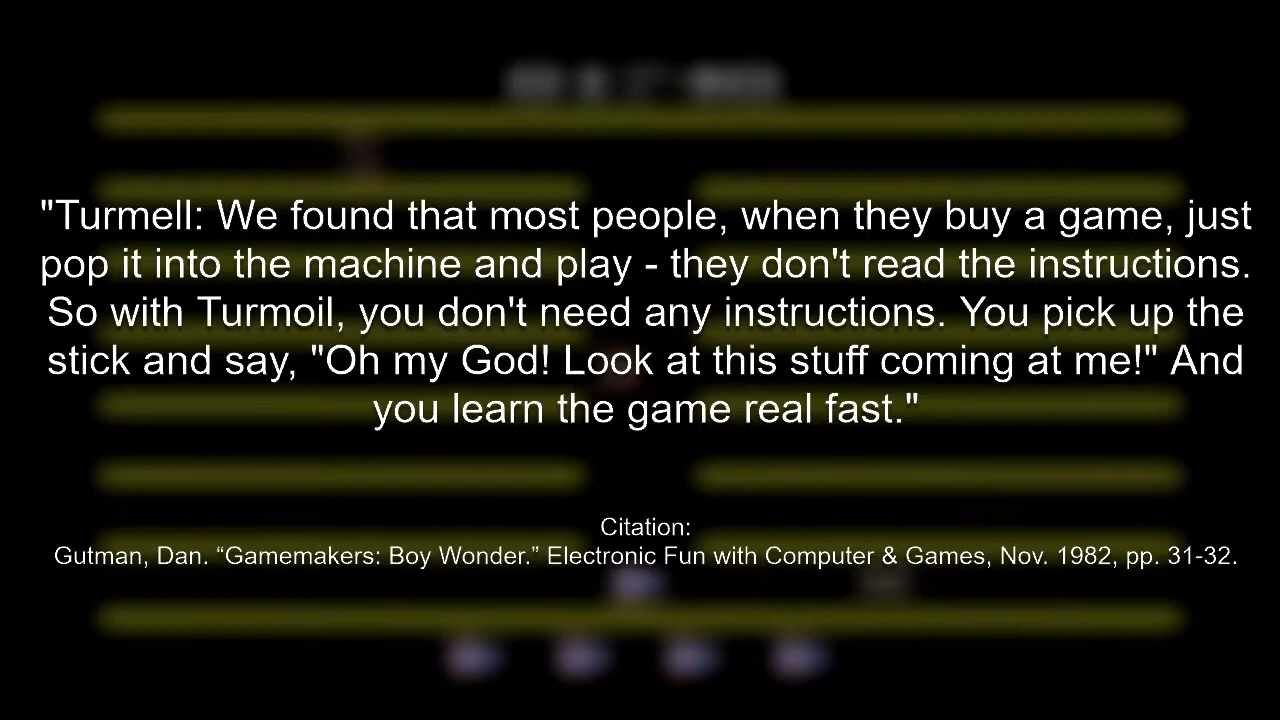 "Turmell: We found that most people, when they buy a game, just
pop it into the machine and play - they don't read the instructions.
So with Turmoil, you don't need any instructions. You pick up the
stick and say, "Oh my God! Look at this stuff coming at me!" And
you learn the game real fast."
Citation:
Gutman, Dan. “Gamemakers: Boy Wonder.” Electronic Fun with Computer & Games, Nov. 1982, pp. 31-32.